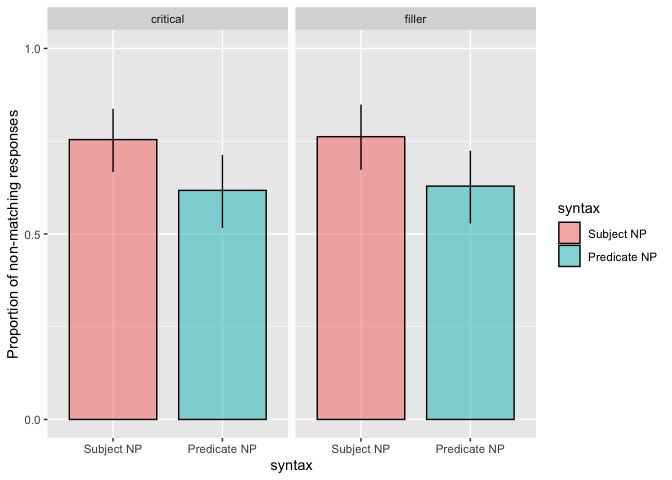 critical
filler
1.0
0.5
0.0
Proportion of non-matching responses
Subject NP
Predicate NP
Subject NP
Predicate NP
syntax
syntax
Subject NP
Predicate NP